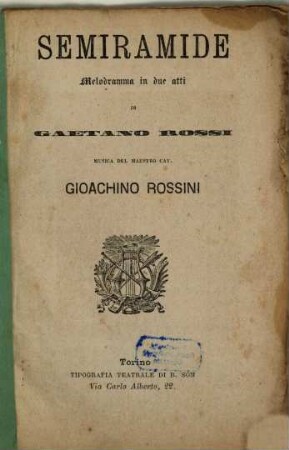 SEMIRAMIDE
Melodramma in due atti
DI
GAETANO ROSSI
MUSICA DEL MAESTRO CAV.
GIOACHINO ROSSINI
Torino
TIPOGRAFIA TEATRALE DI B. SÒN
Via Carlo Alberto, 22.